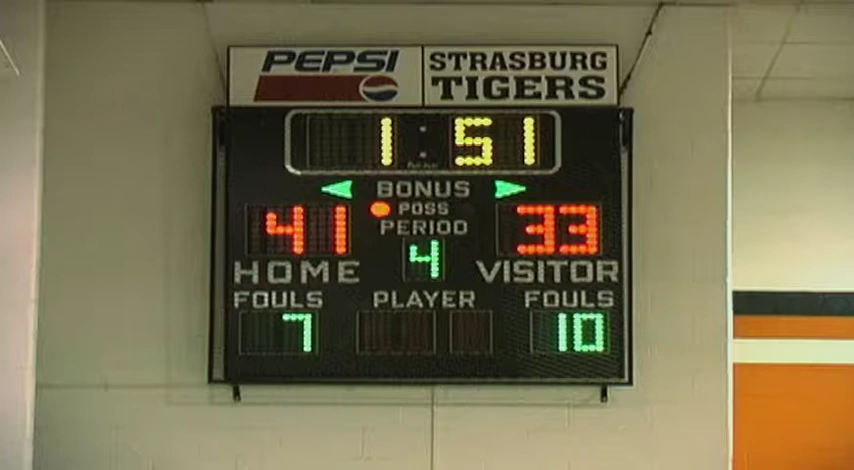 PEPSI
STRASBURG
TIGERS
1:51
BONUS
POSS
41 PERIOD 33
4
HOME VISITOR
FOULS PLAYER FOULS
7 10